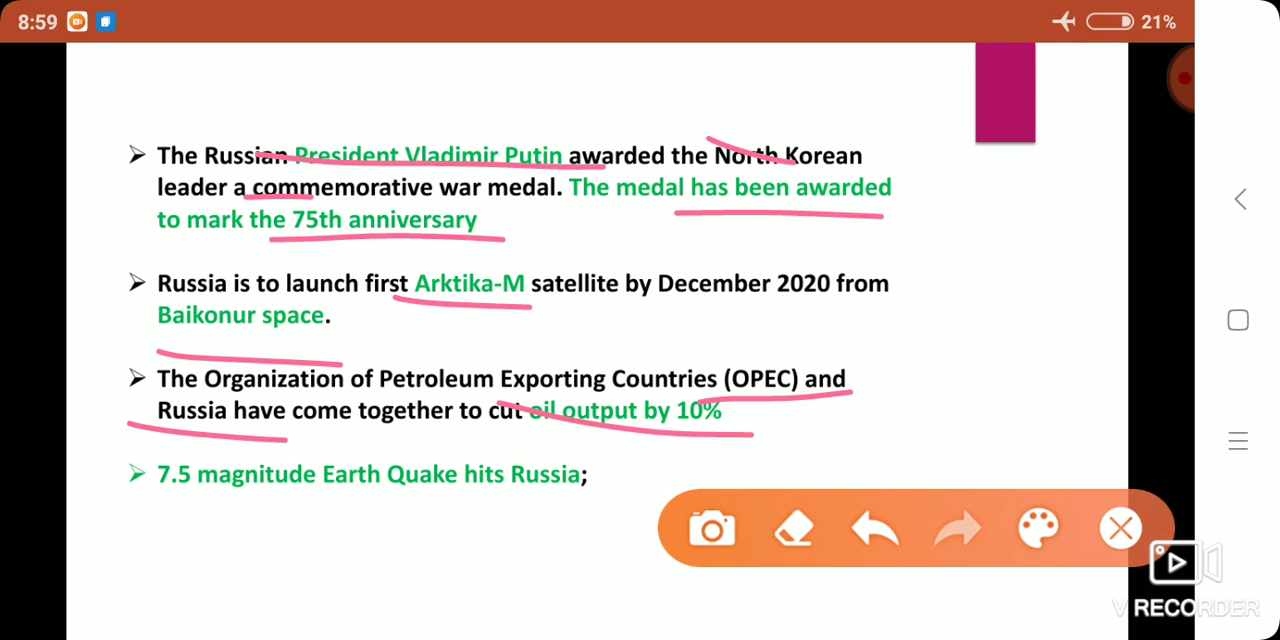 8:59
21%
➢ The Russian President Vladimir Putin awarded the North Korean
leader a commemorative war medal. The medal has been awarded
to mark the 75th anniversary
➢ Russia is to launch first Arktika-M satellite by December 2020 from
Baikonur space.
➢ The Organization of Petroleum Exporting Countries (OPEC) and
Russia have come together to cut oil output by 10%
➢ 7.5 magnitude Earth Quake hits Russia;
V RECORDER